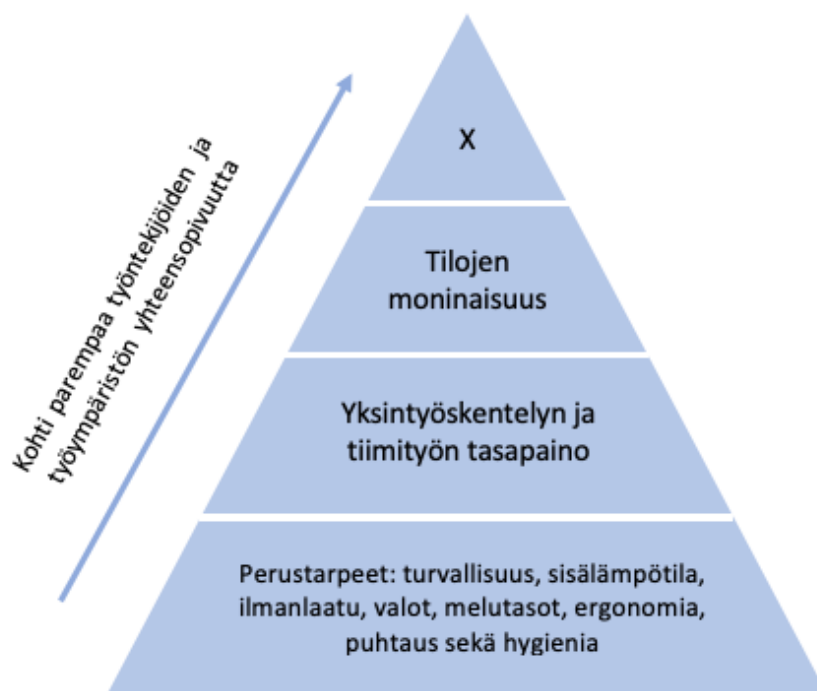 Kohti parempaa työntekijöiden ja
työympäristön yhteensopivuutta
X
Tilojen
moninaisuus
Yksintyöskentelyn ja
tiimityön tasapaino
Perustarpeet: turvallisuus, sisälämpötila,
ilmanlaatu, valot, melutasot, ergonomia,
puhtaus sekä hygienia